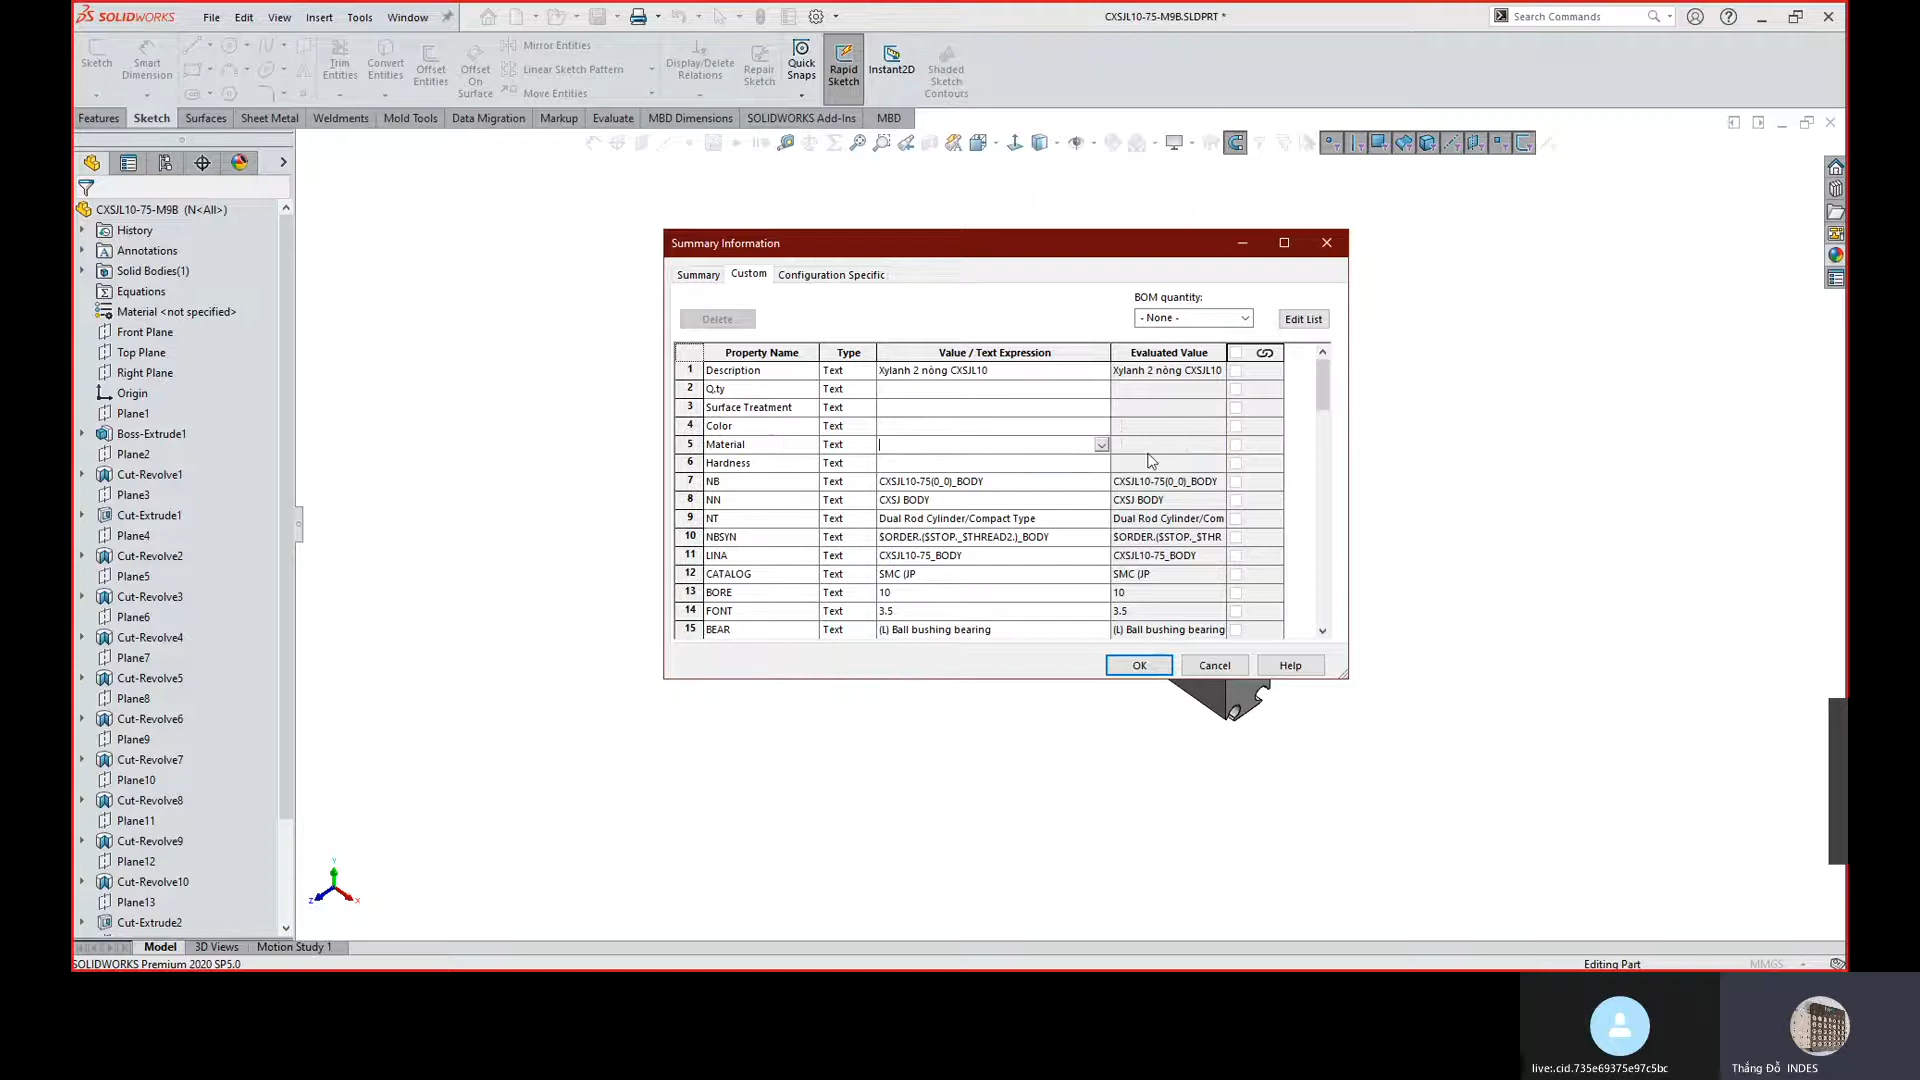 SOLIDWORKS File Edit View Insert Tools Window CXSJL10-75-M9B.SLDPRT * Search Commands
Sketch Smart Dimension Trim Entities Convert Entities Offset Entities Offset On Surface Mirror Entities Linear Sketch Pattern Move Entities Display/Delete Relations Repair Sketch Quick Snaps Rapid Sketch Instant2D Shaded Sketch Contours
Features Sketch Surfaces Sheet Metal Weldments Mold Tools Data Migration Markup Evaluate MBD Dimensions SOLIDWORKS Add-Ins MBD
CXSJL10-75-M9B (N<All>)
History
Annotations
Solid Bodies(1)
Equations
Material <not specified>
Front Plane
Top Plane
Right Plane
Origin
Plane1
Boss-Extrude1
Plane2
Cut-Revolve1
Plane3
Cut-Extrude1
Plane4
Cut-Revolve2
Plane5
Cut-Revolve3
Plane6
Cut-Revolve4
Plane7
Cut-Revolve5
Plane8
Cut-Revolve6
Plane9
Cut-Revolve7
Plane10
Cut-Revolve8
Plane11
Cut-Revolve9
Plane12
Cut-Revolve10
Plane13
Cut-Extrude2
Summary Information
Summary Custom Configuration Specific
BOM quantity:
Delete - None - Edit List
Property Name Type Value / Text Expression Evaluated Value
1 Description Text Xylanh 2 nòng CXSJL10 Xylanh 2 nòng CXSJL10
2 Q.ty Text
3 Surface Treatment Text
4 Color Text
5 Material Text
6 Hardness Text
7 NB Text CXSJL10-75(0_0)_BODY CXSJL10-75(0_0)_BODY
8 NN Text CXSJ BODY CXSJ BODY
9 NT Text Dual Rod Cylinder/Compact Type Dual Rod Cylinder/Com
10 NBSYN Text $ORDER.($STOP._$THREAD2.)_BODY $ORDER.($STOP._$THR
11 LINA Text CXSJL10-75_BODY CXSJL10-75_BODY
12 CATALOG Text SMC (JP SMC (JP
13 BORE Text 10 10
14 FONT Text 3.5 3.5
15 BEAR Text (L) Ball bushing bearing (L) Ball bushing bearing
OK Cancel Help
Y
Z X
Model 3D Views Motion Study 1
SOLIDWORKS Premium 2020 SP5.0 Editing Part MMGS
live:.cid.735e69375e97c5bc Thắng Đỗ INDES